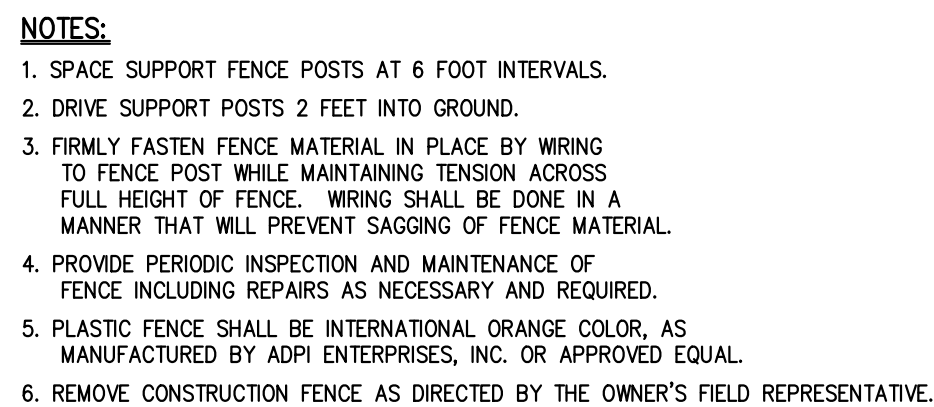 NOTES:
1. SPACE SUPPORT FENCE POSTS AT 6 FOOT INTERVALS.
2. DRIVE SUPPORT POSTS 2 FEET INTO GROUND.
3. FIRMLY FASTEN FENCE MATERIAL IN PLACE BY WIRING
TO FENCE POST WHILE MAINTAINING TENSION ACROSS
FULL HEIGHT OF FENCE. WIRING SHALL BE DONE IN A
MANNER THAT WILL PREVENT SAGGING OF FENCE MATERIAL.
4. PROVIDE PERIODIC INSPECTION AND MAINTENANCE OF
FENCE INCLUDING REPAIRS AS NECESSARY AND REQUIRED.
5. PLASTIC FENCE SHALL BE INTERNATIONAL ORANGE COLOR, AS
MANUFACTURED BY ADPI ENTERPRISES, INC. OR APPROVED EQUAL.
6. REMOVE CONSTRUCTION FENCE AS DIRECTED BY THE OWNER'S FIELD REPRESENTATIVE.